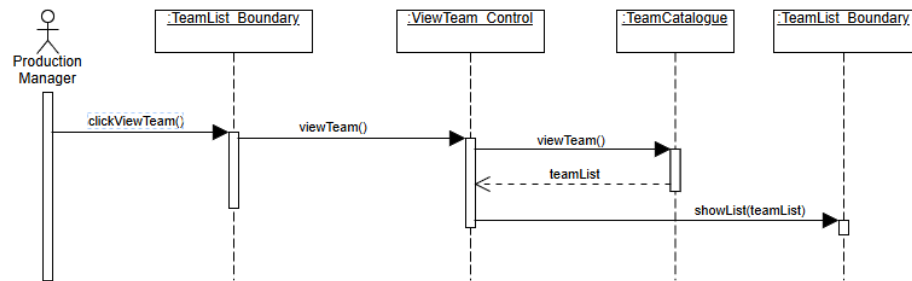 :TeamList_Boundary
:ViewTeam_Control
:TeamCatalogue
:TeamList_Boundary
Production
Manager
clickViewTeam()
viewTeam()
viewTeam()
teamList
showList(teamList)